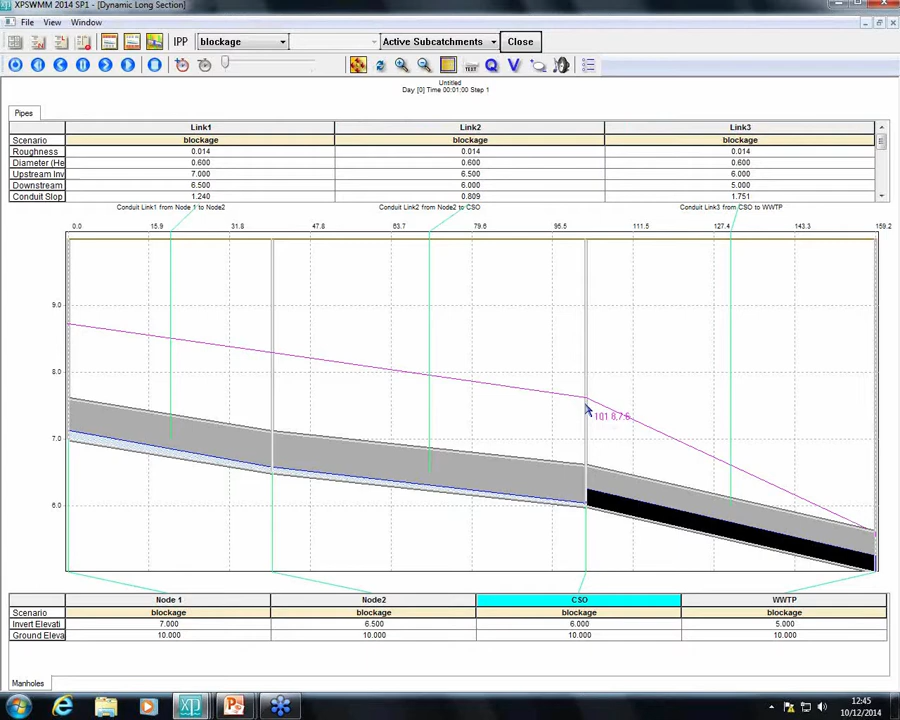 XPSWMM 2014 SP1 - [Dynamic Long Section]
File View Window
IPP blockage Active Subcatchments Close
TEXT Q V
Untitled
Day [0] Time 00:01:00 Step 1
Pipes
Link1 Link2 Link3
Scenario blockage blockage blockage
Roughness 0.014 0.014 0.014
Diameter (He 0.600 0.600 0.600
Upstream Inv 7.000 6.500 6.000
Downstream 6.500 6.000 5.000
Conduit Slop 1.240 0.809 1.751
Conduit Link1 from Node 1 to Node2 Conduit Link2 from Node2 to CSO Conduit Link3 from CSO to WWTP
0.0 15.9 31.8 47.8 63.7 79.6 95.5 111.5 127.4 143.3 159.2
9.0
8.0
101.6,7.6
7.0
6.0
Node 1 Node2 CSO WWTP
Scenario blockage blockage blockage blockage
Invert Elevati 7.000 6.500 6.000 5.000
Ground Eleva 10.000 10.000 10.000 10.000
Manholes
12:45
10/12/2014